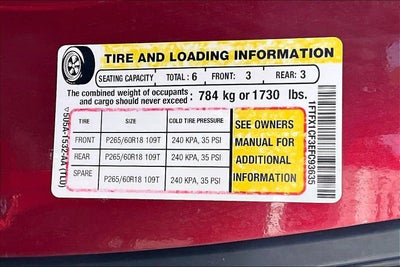 TIRE AND LOADING INFORMATION
SEATING CAPACITY TOTAL : 6 FRONT: 3 REAR: 3
The combined weight of occupants and cargo should never exceed : 784 kg or 1730 lbs.
TIRE SIZE COLD TIRE PRESSURE
FRONT P265/60R18 109T 240 KPA, 35 PSI
REAR P265/60R18 109T 240 KPA, 35 PSI
SPARE P265/60R18 109T 240 KPA, 35 PSI
SEE OWNERS
MANUAL FOR
ADDITIONAL
INFORMATION
1FTFX1CF3EFC93635